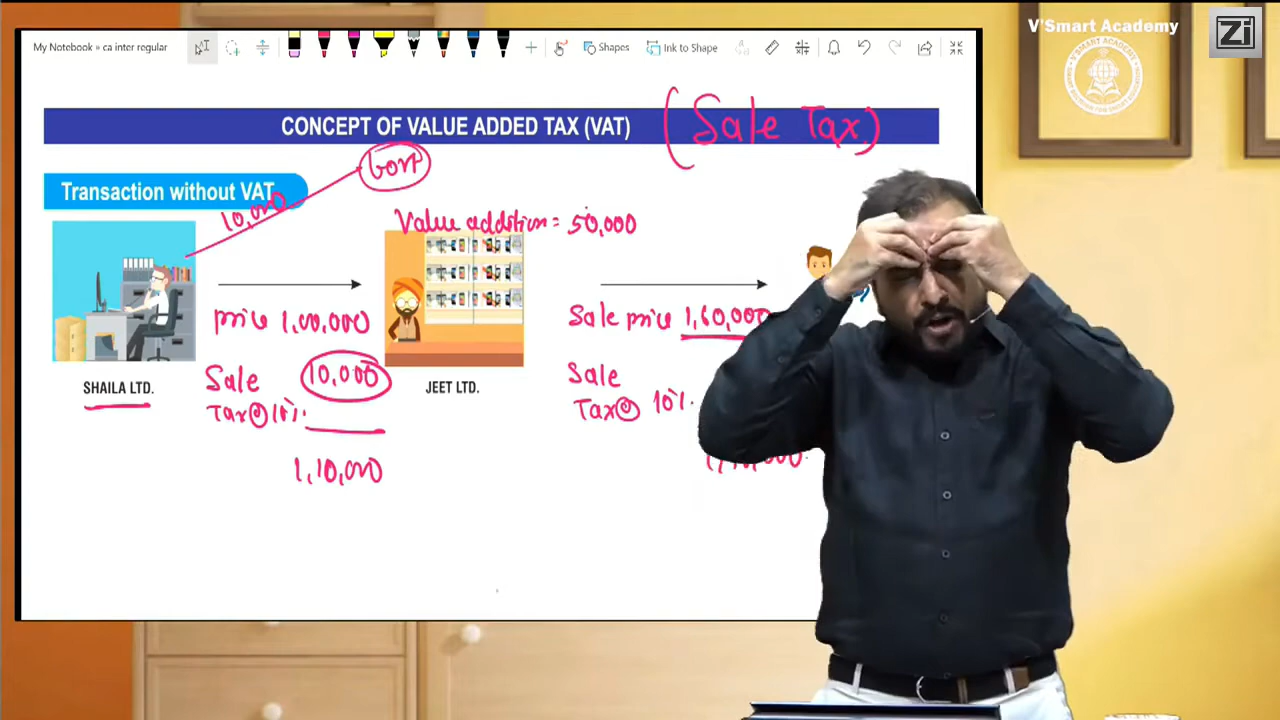 V'Smart Academy
Zi
My Notebook » ca inter regular
Shapes
Ink to Shape
CONCEPT OF VALUE ADDED TAX (VAT) (Sale Tax)
Govt
Transaction without VAT
10,000
Value addition = 50,000
price 1,00,000
Sale price 1,60,000
SHAILA LTD.
JEET LTD.
Sale 10,000
Tax@10%.
Sale
Tax@ 10%.
1,10,000